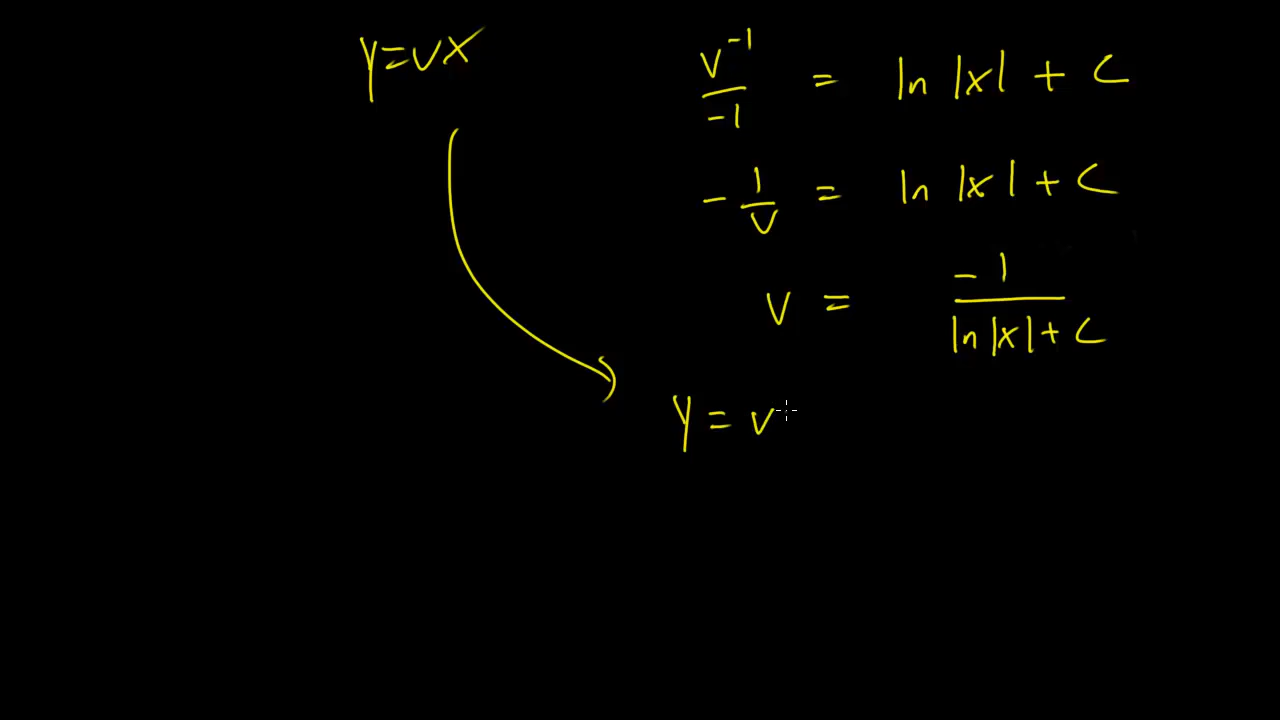 y=vx
v^-1/-1 = ln |x| + C
- 1/v = ln |x| + C
v = -1/(ln|x|+C)
y = v